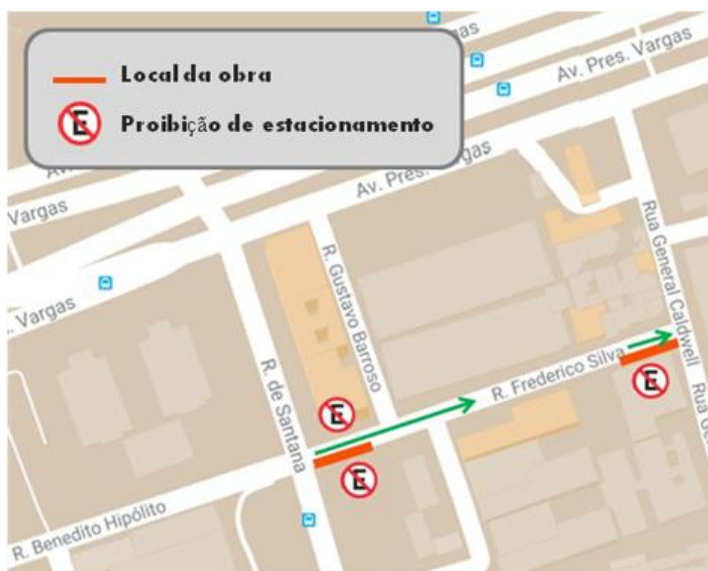 Vargas
Av. Pres. Vargas
Local da obra
Proibição de estacionamento
E
Av. Pres. Vargas
Vargas
R. Gustavo Barroso
Rua General Caldwell
. Vargas
R. de Santana
R. Frederico Silva
E
E
E
R. Benedito Hipólito